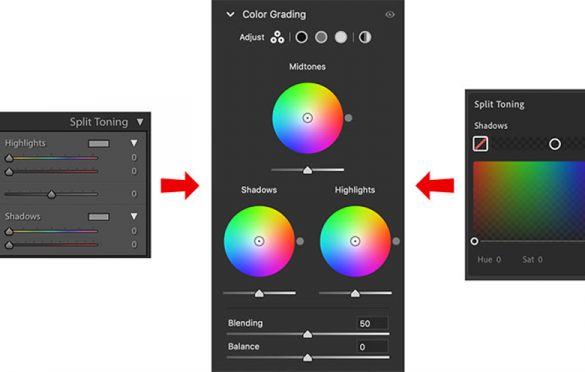 Split Toning
Highlights
0
0
0
Shadows
0
0
Color Grading
Adjust
Midtones
Shadows Highlights
Blending 50
Balance 0
Split Toning
Shadows
Hue 0 Sat 0